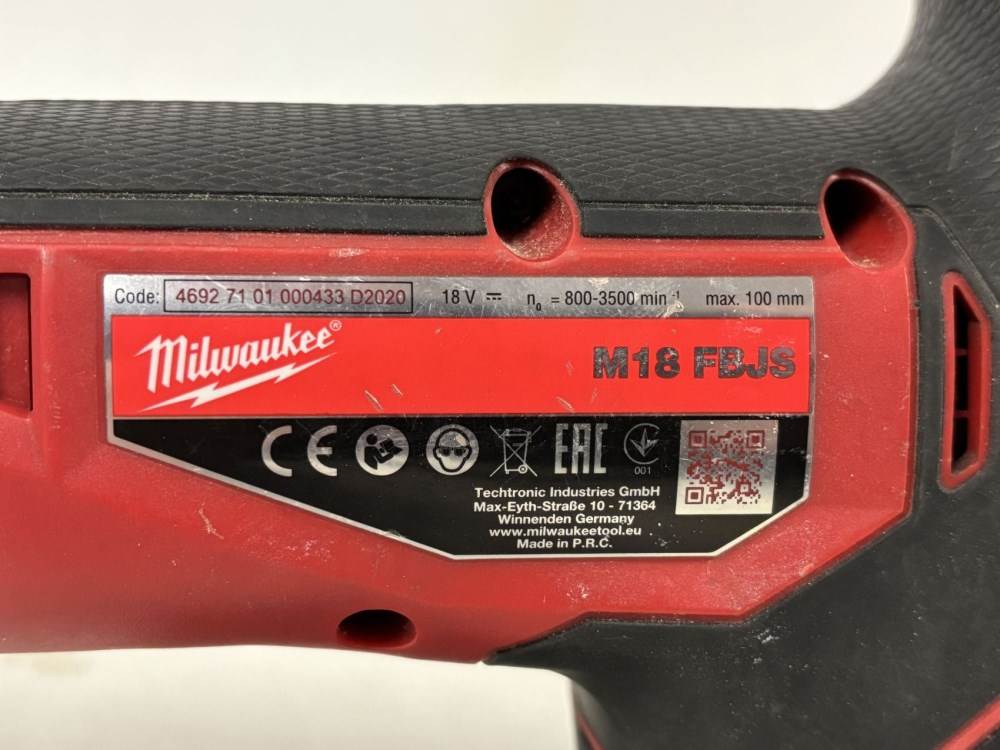 Code: 4692 71 01 000433 D2020 18 V ⎓ n₀ = 800-3500 min⁻¹ max. 100 mm
Milwaukee®
M18 FBJS
CE EAC 001
Techtronic Industries GmbH
Max-Eyth-Straße 10 - 71364
Winnenden Germany
www.milwaukeetool.eu
Made in P.R.C.